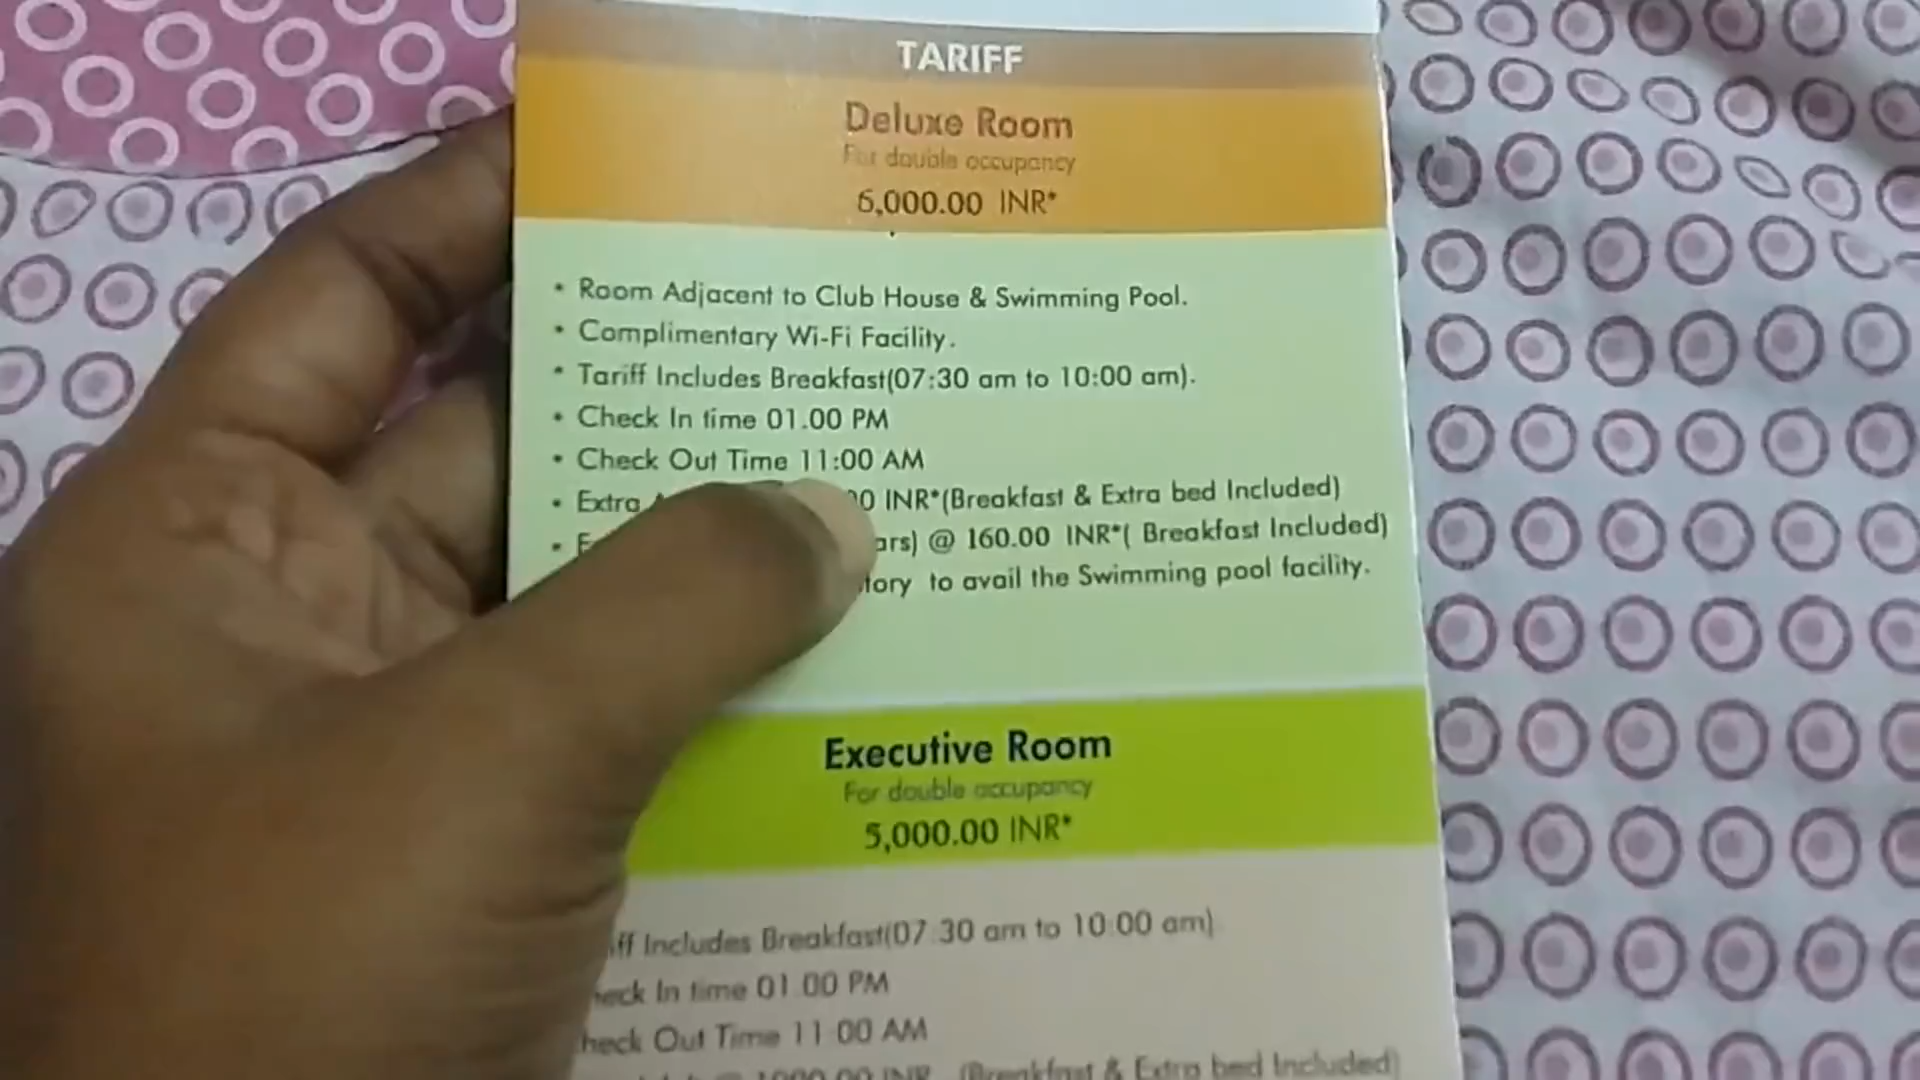 TARIFF
Deluxe Room
For double occupancy
6,000.00 INR*
• Room Adjacent to Club House & Swimming Pool.
• Complimentary Wi-Fi Facility.
• Tariff Includes Breakfast(07:30 am to 10:00 am).
• Check In time 01.00 PM
• Check Out Time 11:00 AM
• Extra INR*(Breakfast & Extra bed Included)
• @ 160.00 INR*( Breakfast Included)
to avail the Swimming pool facility.
Executive Room
For double occupancy
5,000.00 INR*
Includes Breakfast(07:30 am to 10:00 am)
In time 01.00 PM
Out Time 11:00 AM
INR (Breakfast & Extra bed Included)